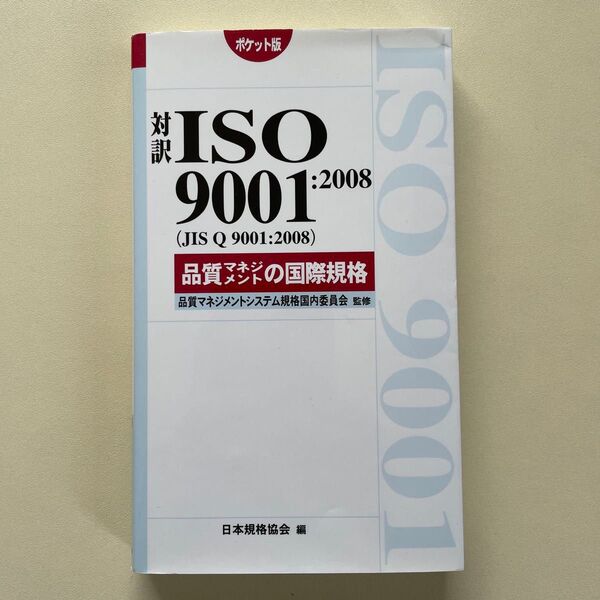 ポケット版
対訳
ISO
9001:2008
(JIS Q 9001:2008)
品質マネジメントの国際規格
品質マネジメントシステム規格国内委員会 監修
ISO 9001
日本規格協会 編